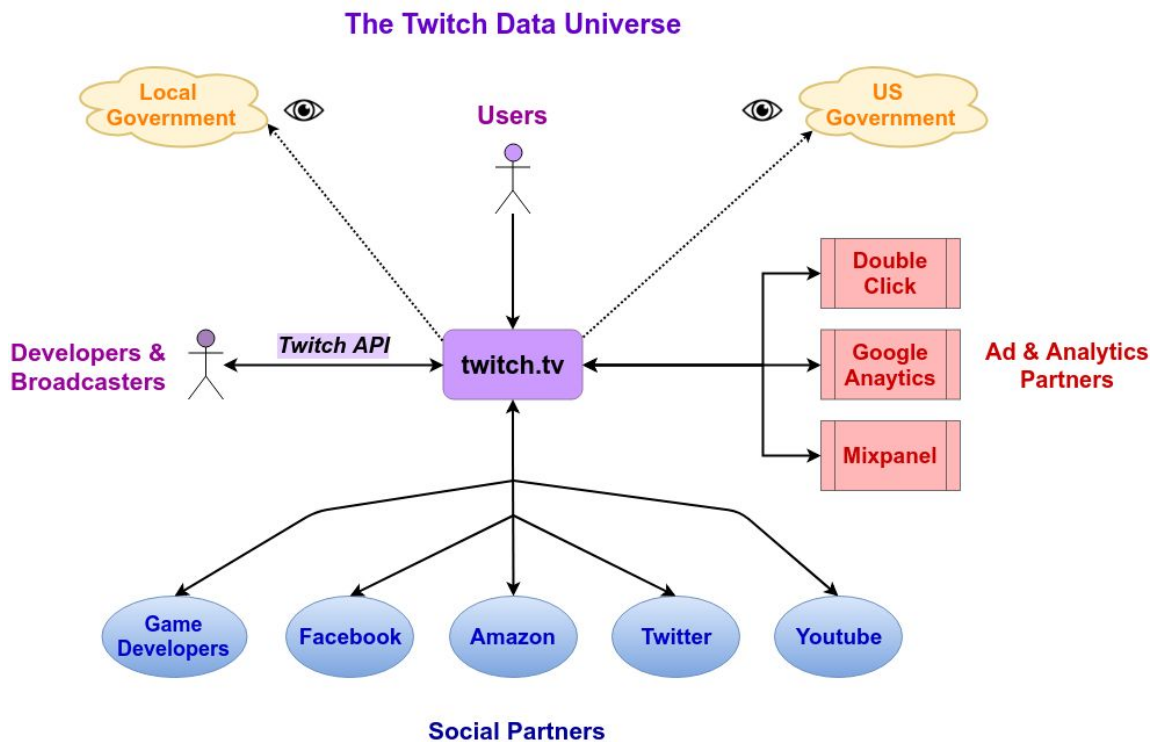 The Twitch Data Universe
Local
Government
Users
US
Government
Double
Click
Developers &
Broadcasters
Twitch API
twitch.tv
Google
Anaytics
Ad & Analytics
Partners
Mixpanel
Game
Developers
Facebook
Amazon
Twitter
Youtube
Social Partners